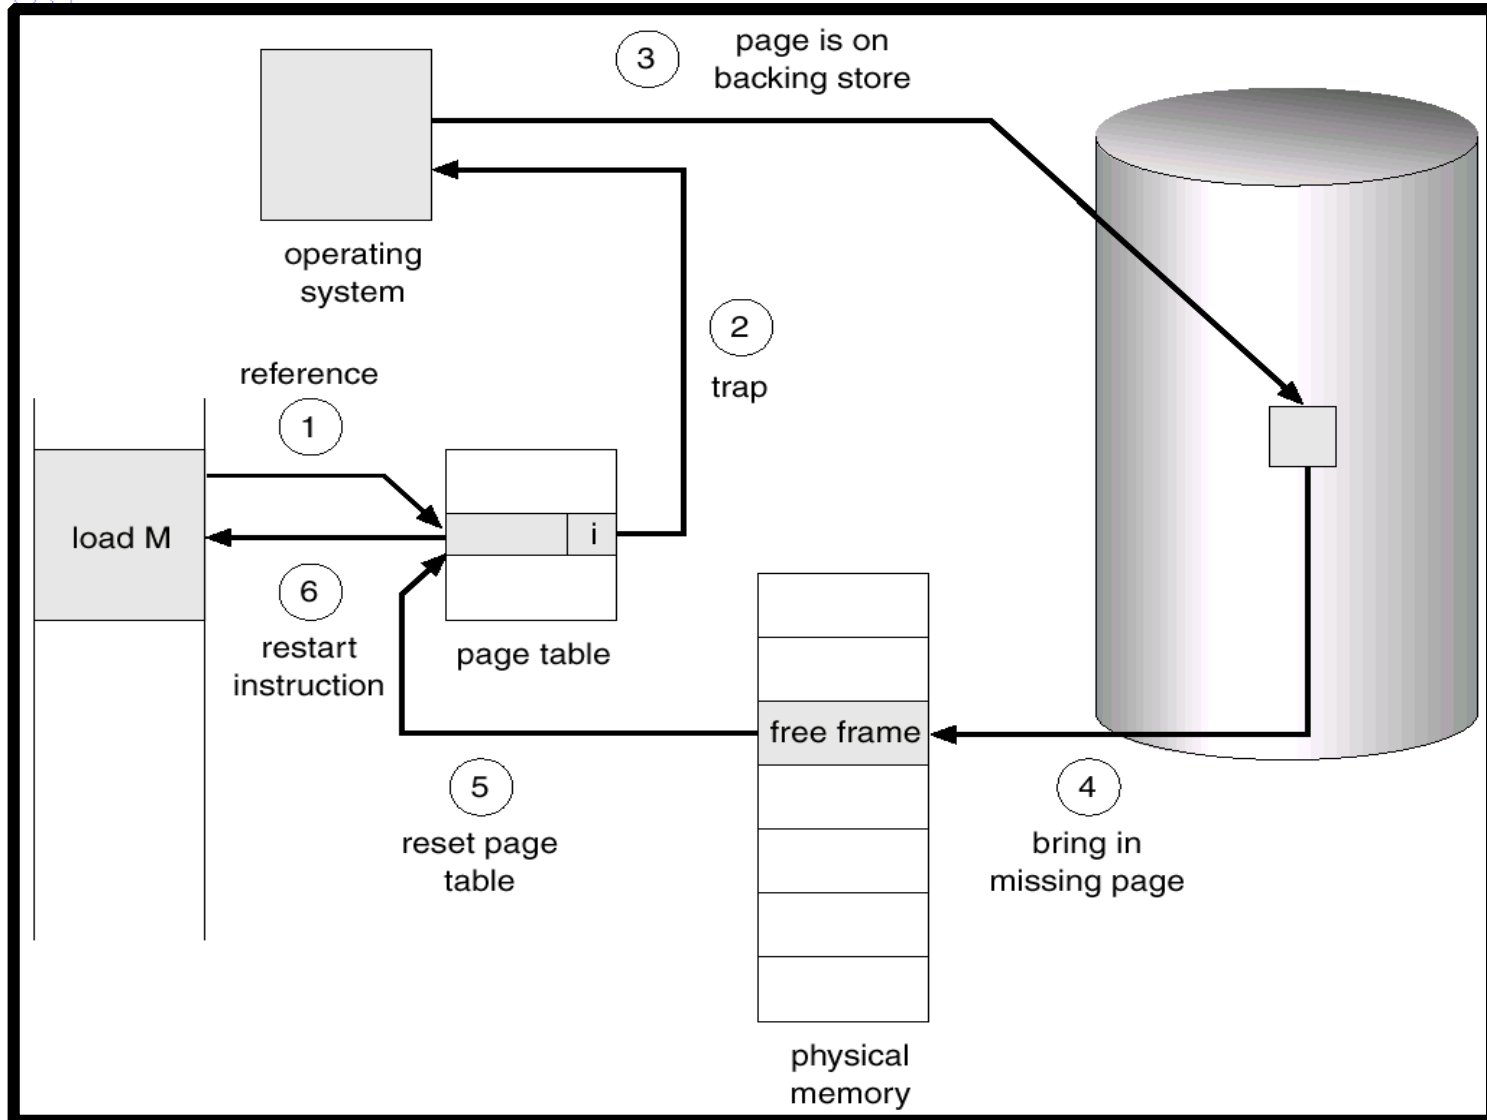 3
page is on
backing store
operating
system
2
trap
reference
1
load M
i
6
restart
instruction
page table
free frame
5
reset page
table
4
bring in
missing page
physical
memory